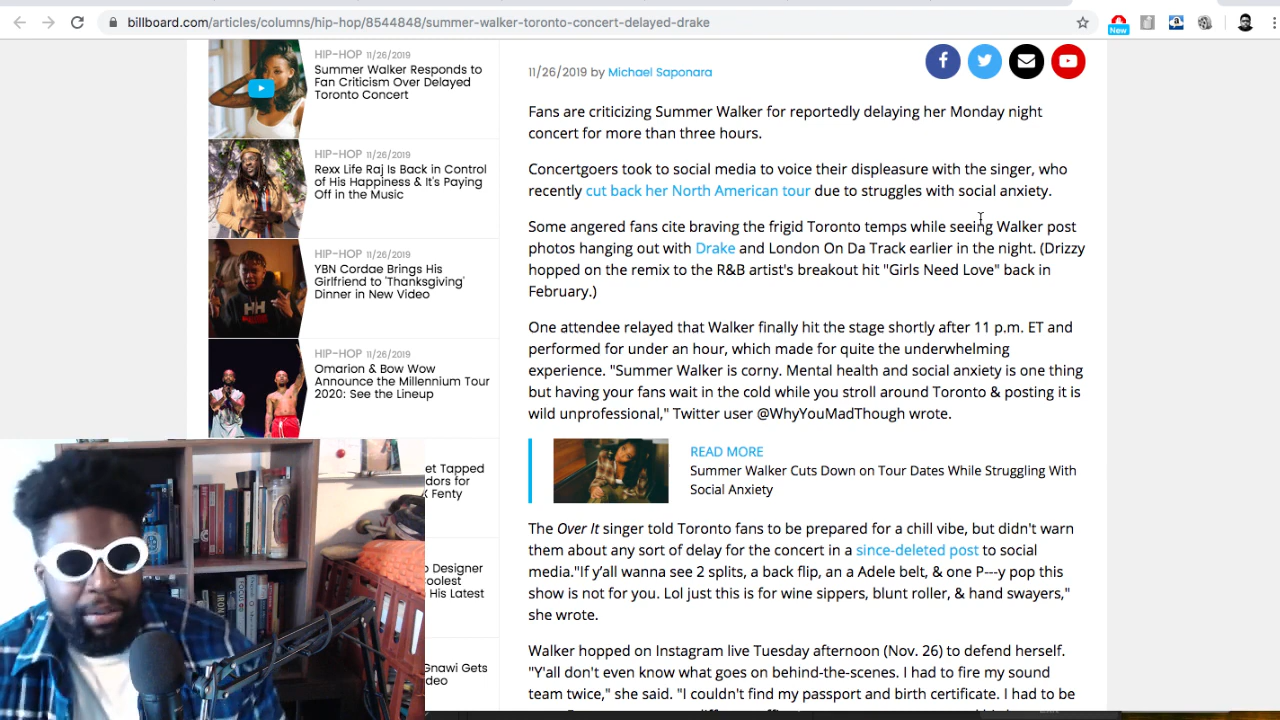 billboard.com/articles/columns/hip-hop/8544848/summer-walker-toronto-concert-delayed-drake
New
HIP-HOP 11/26/2019
Summer Walker Responds to
Fan Criticism Over Delayed
Toronto Concert
HIP-HOP 11/26/2019
Rexx Life Raj Is Back in Control
of His Happiness & It's Paying
Off in the Music
HIP-HOP 11/26/2019
YBN Cordae Brings His
Girlfriend to 'Thanksgiving'
Dinner in New Video
HIP-HOP 11/26/2019
Omarion & Bow Wow
Announce the Millennium Tour
2020: See the Lineup
et Tapped
dors for
X Fenty
o Designer
oolest
His Latest
Gnawi Gets
deo
11/26/2019 by Michael Saponara
Fans are criticizing Summer Walker for reportedly delaying her Monday night
concert for more than three hours.
Concertgoers took to social media to voice their displeasure with the singer, who
recently cut back her North American tour due to struggles with social anxiety.
Some angered fans cite braving the frigid Toronto temps while seeing Walker post
photos hanging out with Drake and London On Da Track earlier in the night. (Drizzy
hopped on the remix to the R&B artist's breakout hit "Girls Need Love" back in
February.)
One attendee relayed that Walker finally hit the stage shortly after 11 p.m. ET and
performed for under an hour, which made for quite the underwhelming
experience. "Summer Walker is corny. Mental health and social anxiety is one thing
but having your fans wait in the cold while you stroll around Toronto & posting it is
wild unprofessional," Twitter user @WhyYouMadThough wrote.
READ MORE
Summer Walker Cuts Down on Tour Dates While Struggling With
Social Anxiety
The Over It singer told Toronto fans to be prepared for a chill vibe, but didn't warn
them about any sort of delay for the concert in a since-deleted post to social
media."If y'all wanna see 2 splits, a back flip, an a Adele belt, & one P---y pop this
show is not for you. Lol just this is for wine sippers, blunt roller, & hand swayers,"
she wrote.
Walker hopped on Instagram live Tuesday afternoon (Nov. 26) to defend herself.
"Y'all don't even know what goes on behind-the-scenes. I had to fire my sound
team twice," she said. "I couldn't find my passport and birth certificate. I had to be